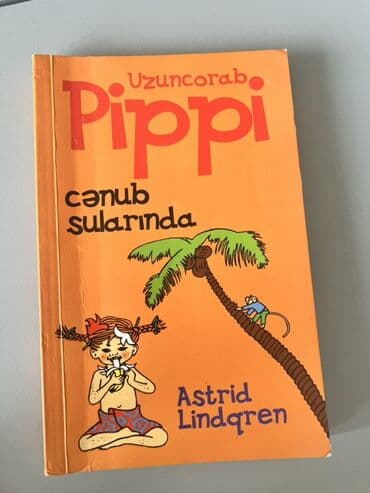 Uzuncorab
Pippi
cənub
sularında
Astrid
Lindqren